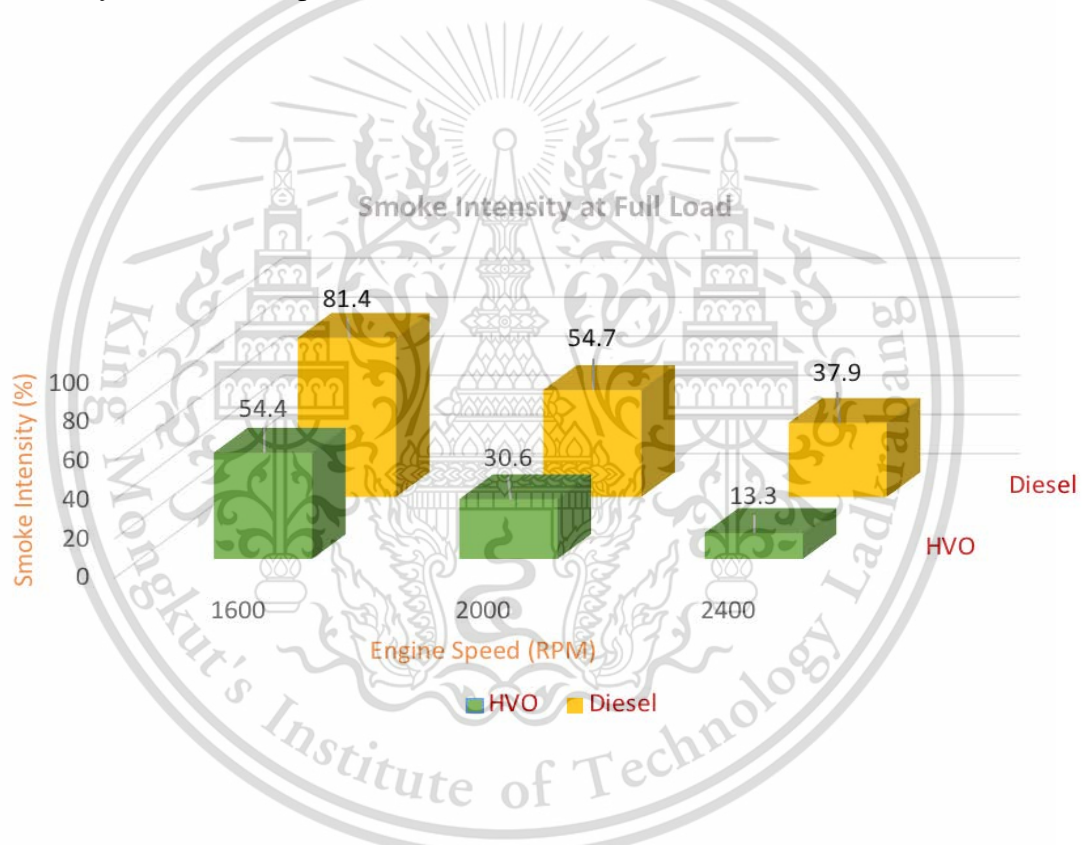 Smoke Intensity at Full Load
Smoke Intensity (%)
100
80
60
40
20
0
81.4
54.7
37.9
54.4
30.6
13.3
Diesel
HVO
1600 2000 2400
Engine Speed (RPM)
HVO Diesel
King Mongkut's Institute of Technology Ladkrabang